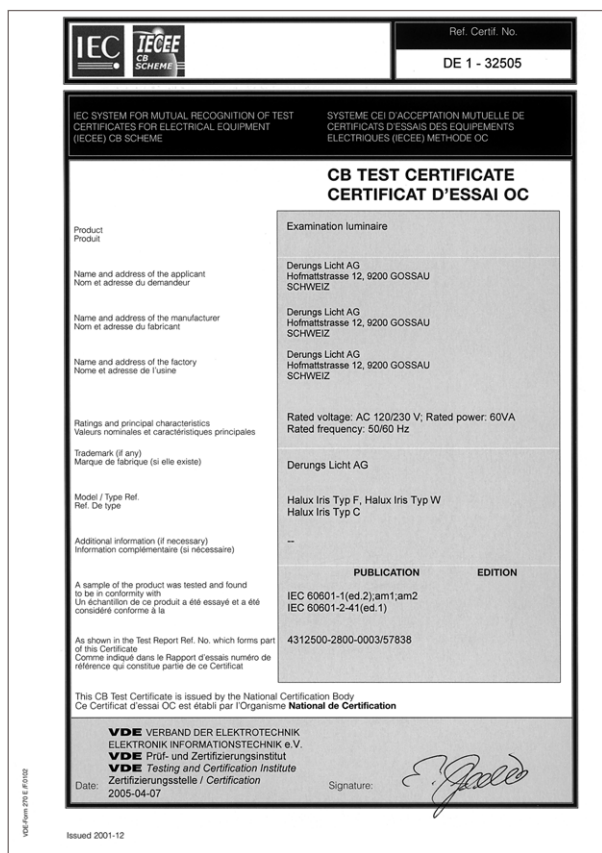 IEC
IECEE
CB
SCHEME
Ref. Certif. No.
DE 1 - 32505
IEC SYSTEM FOR MUTUAL RECOGNITION OF TEST
CERTIFICATES FOR ELECTRICAL EQUIPMENT
(IECEE) CB SCHEME
SYSTEME CEI D'ACCEPTATION MUTUELLE DE
CERTIFICATS D'ESSAIS DES EQUIPEMENTS
ELECTRIQUES (IECEE) METHODE OC
CB TEST CERTIFICATE
CERTIFICAT D'ESSAI OC
Product
Produit
Examination luminaire
Name and address of the applicant
Nom et adresse du demandeur
Derungs Licht AG
Hofmattstrasse 12, 9200 GOSSAU
SCHWEIZ
Name and address of the manufacturer
Nom et adresse du fabricant
Derungs Licht AG
Hofmattstrasse 12, 9200 GOSSAU
SCHWEIZ
Name and address of the factory
Nome et adresse de l'usine
Derungs Licht AG
Hofmattstrasse 12, 9200 GOSSAU
SCHWEIZ
Ratings and principal characteristics
Valeurs nominales et caractéristiques principales
Rated voltage: AC 120/230 V; Rated power: 60VA
Rated frequency: 50/60 Hz
Trademark (if any)
Marque de fabrique (si elle existe)
Derungs Licht AG
Model / Type Ref.
Ref. De type
Halux Iris Typ F, Halux Iris Typ W
Halux Iris Typ C
Additional information (if necessary)
Information complémentaire (si nécessaire)
--
PUBLICATION EDITION
A sample of the product was tested and found
to be in conformity with
Un échantillon de ce produit a été essayé et a été
considéré conforme à la
IEC 60601-1(ed.2);am1;am2
IEC 60601-2-41(ed.1)
As shown in the Test Report Ref. No. which forms part
of this Certificate
Comme indiqué dans le Rapport d'essais numéro de
référence qui constitue partie de ce Certificat
4312500-2800-0003/57838
This CB Test Certificate is issued by the National Certification Body
Ce Certificat d'essai OC est établi par l'Organisme National de Certification
VDE VERBAND DER ELEKTROTECHNIK
ELEKTRONIK INFORMATIONSTECHNIK e.V.
VDE Prüf- und Zertifizierungsinstitut
VDE Testing and Certification Institute
Zertifizierungsstelle / Certification
Date: 2005-04-07
Signature:
VDE-Form 270 E /F.0102
Issued 2001-12